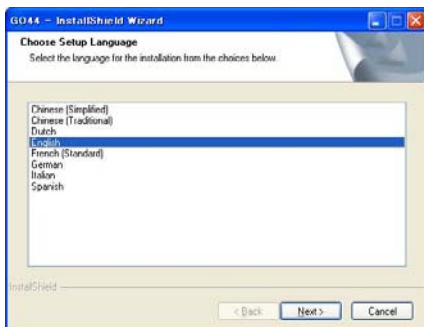 GO44 - InstallShield Wizard
Choose Setup Language
Select the language for the installation from the choices below.
Chinese (Simplified)
Chinese (Traditional)
Dutch
English
French (Standard)
German
Italian
Spanish
InstallShield
< Back
Next >
Cancel